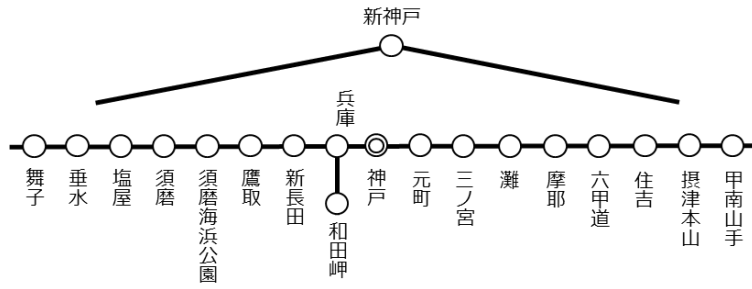 新神戸
兵庫
舞子
垂水
塩屋
須磨
須磨海浜公園
鷹取
新長田
和田岬
神戸
元町
三ノ宮
灘
摩耶
六甲道
住吉
摂津本山
甲南山手